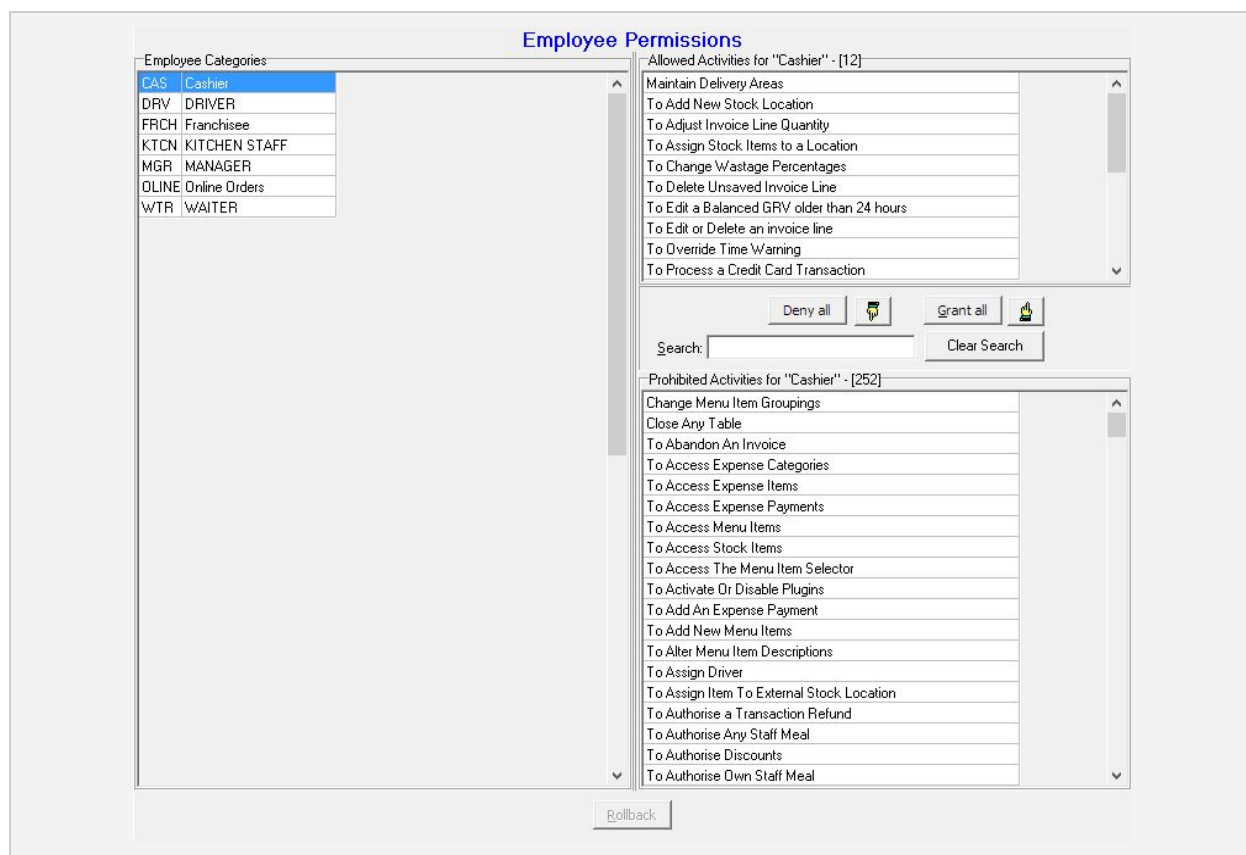 Employee Permissions
Employee Categories
CAS Cashier
DRV DRIVER
FRCH Franchisee
KTCN KITCHEN STAFF
MGR MANAGER
OLINE Online Orders
WTR WAITER
Allowed Activities for "Cashier" - [12]
Maintain Delivery Areas
To Add New Stock Location
To Adjust Invoice Line Quantity
To Assign Stock Items to a Location
To Change Wastage Percentages
To Delete Unsaved Invoice Line
To Edit a Balanced GRV older than 24 hours
To Edit or Delete an invoice line
To Override Time Warning
To Process a Credit Card Transaction
Deny all
Grant all
Search:
Clear Search
Prohibited Activities for "Cashier" - [252]
Change Menu Item Groupings
Close Any Table
To Abandon An Invoice
To Access Expense Categories
To Access Expense Items
To Access Expense Payments
To Access Menu Items
To Access Stock Items
To Access The Menu Item Selector
To Activate Or Disable Plugins
To Add An Expense Payment
To Add New Menu Items
To Alter Menu Item Descriptions
To Assign Driver
To Assign Item To External Stock Location
To Authorise a Transaction Refund
To Authorise Any Staff Meal
To Authorise Discounts
To Authorise Own Staff Meal
Rollback